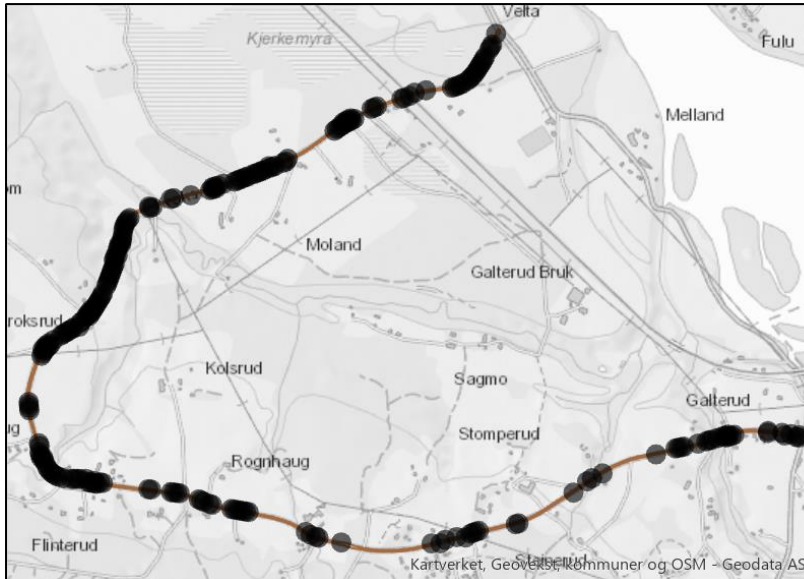 Velta
Kjerkemyra
Fulu
Melland
Moland
Galterud Bruk
roksrud
Kolsrud
Sagmo
Galterud
Stomperud
Rognhaug
Flinterud
Kartverket, Geovekst, kommuner og OSM - Geodata AS